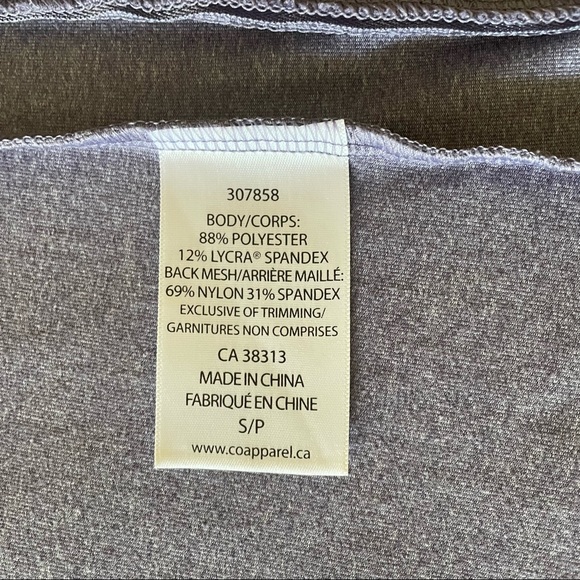 307858
BODY/CORPS:
88% POLYESTER
12% LYCRA® SPANDEX
BACK MESH/ARRIÈRE MAILLÉ:
69% NYLON 31% SPANDEX
EXCLUSIVE OF TRIMMING/
GARNITURES NON COMPRISES
CA 38313
MADE IN CHINA
FABRIQUÉ EN CHINE
S/P
www.coapparel.ca